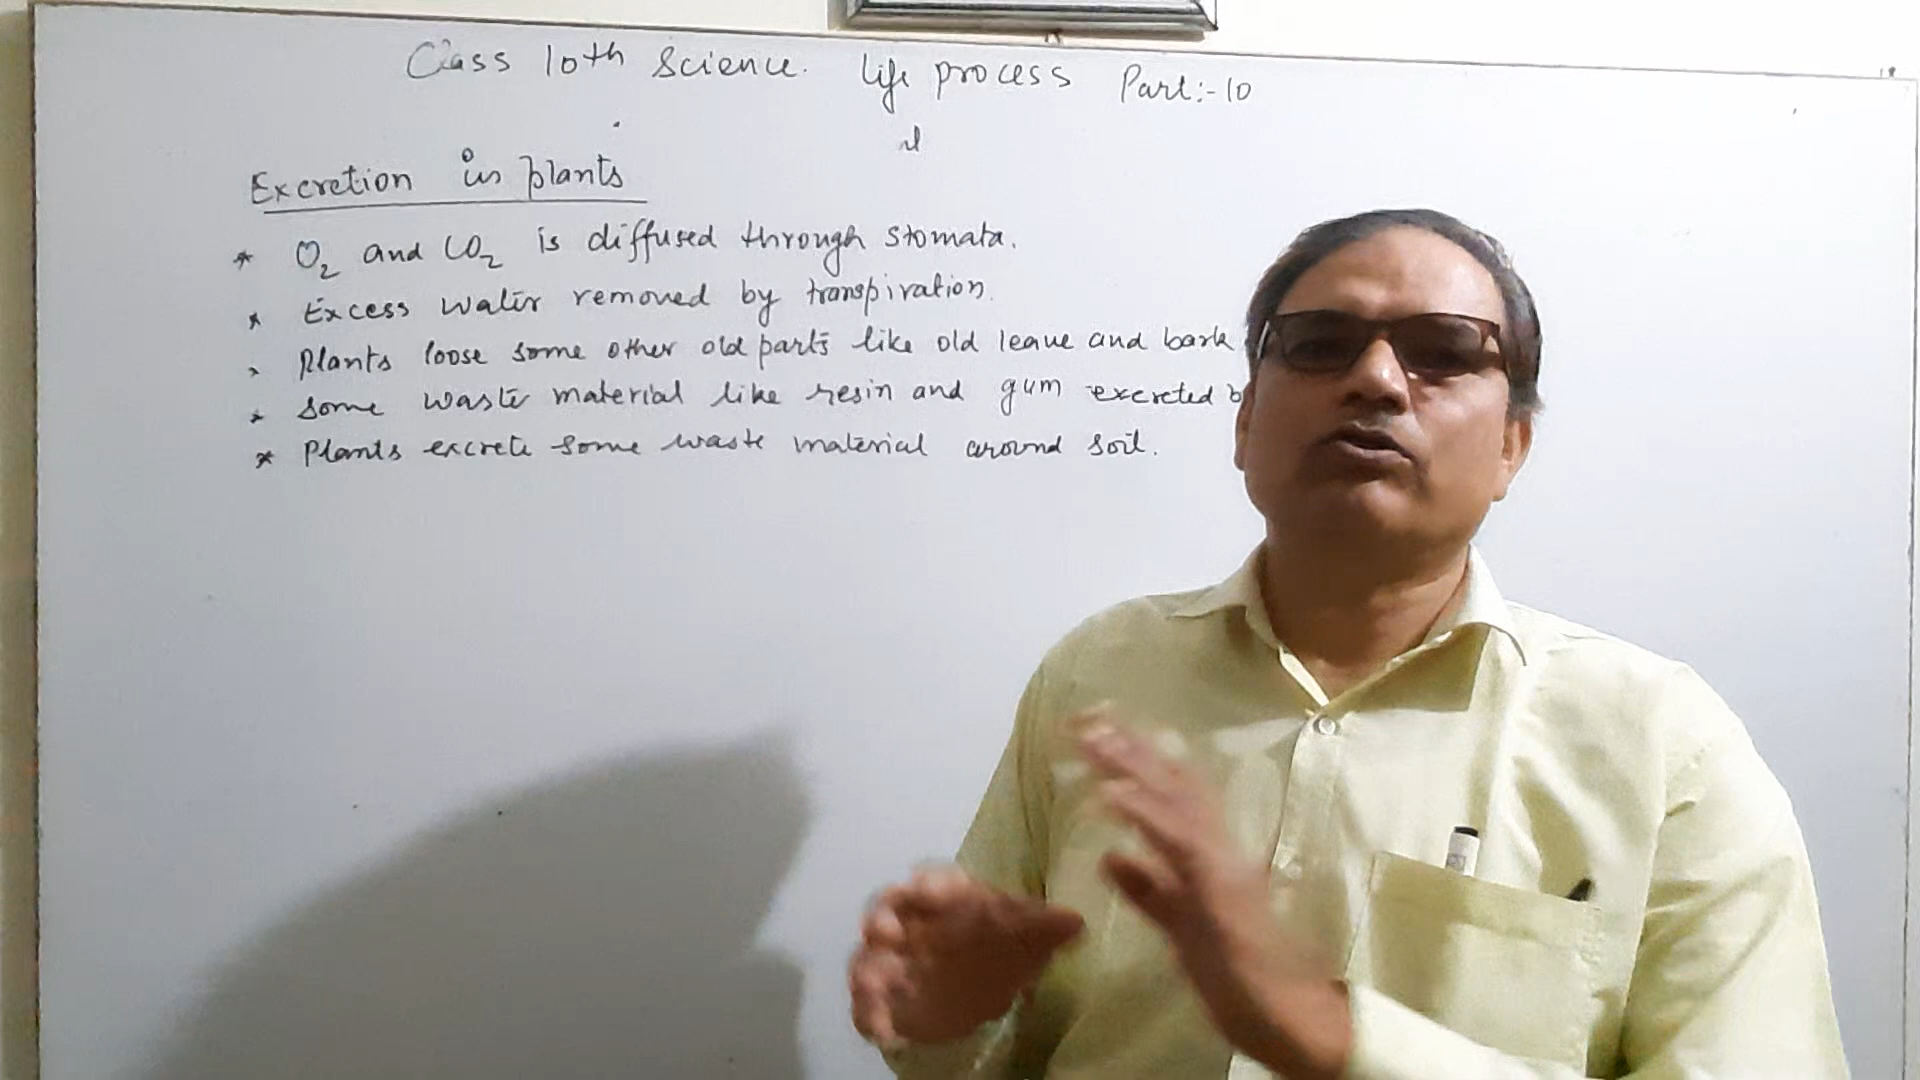 Class 10th Science. Life process Part:-10
Excretion in plants
* O₂ and CO₂ is diffused through stomata.
* Excess water removed by transpiration.
* Plants loose some other old parts like old leave and bark
* Some waste material like resin and gum excreted b
* Plants excrete some waste material around soil.